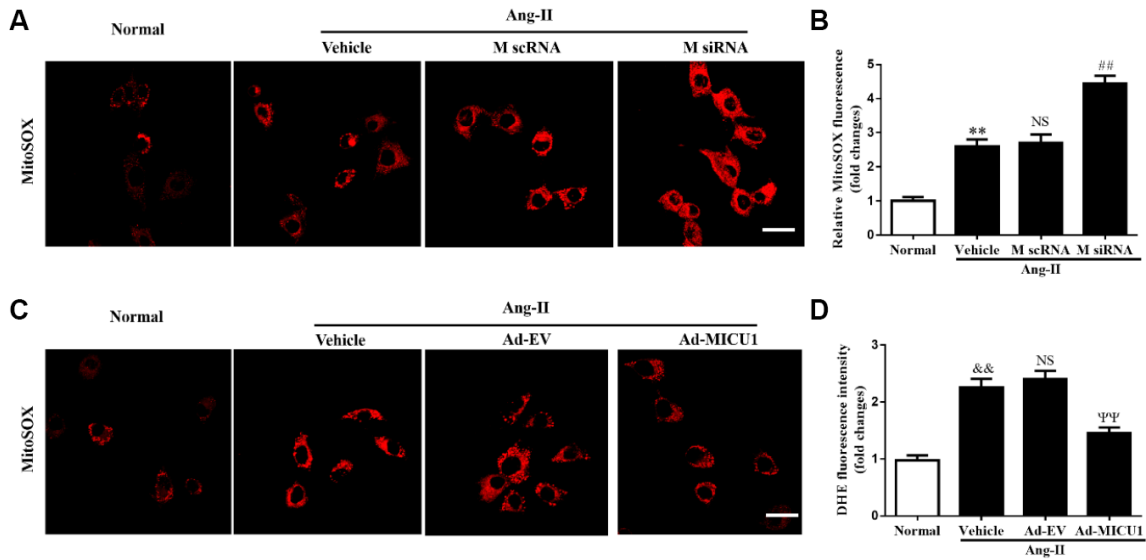 A
Normal
Ang-II
Vehicle
M scRNA
M siRNA
MitoSOX
B
Relative MitoSOX fluorescence
(fold changes)
5
4
3
2
1
0
**
NS
##
Normal
Vehicle
M scRNA
M siRNA
Ang-II
C
Normal
Ang-II
Vehicle
Ad-EV
Ad-MICU1
MitoSOX
D
DHE fluorescence intensity
(fold changes)
3
2
1
0
&&
NS
ΨΨ
Normal
Vehicle
Ad-EV
Ad-MICU1
Ang-II